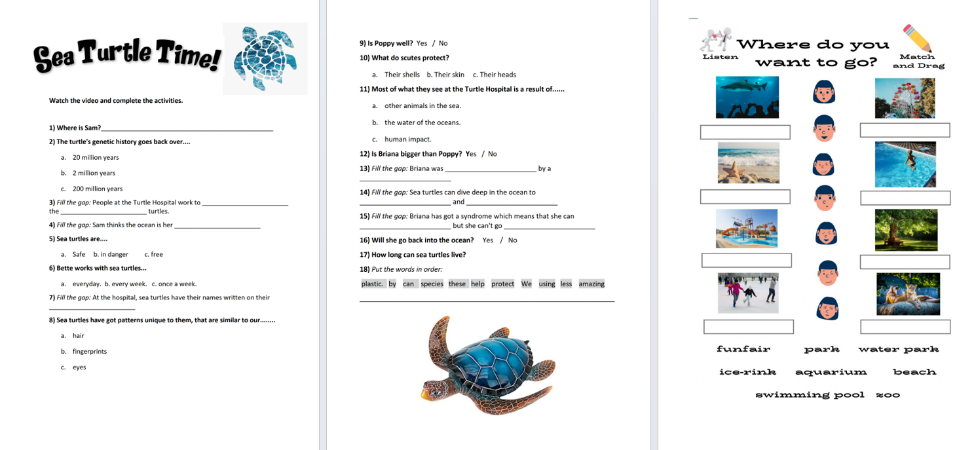 Sea Turtle Time!
Watch the video and complete the activities.
1) Where is Sam?
2) The turtle's genetic history goes back over....
a. 20 million years
b. 2 million years
c. 200 million years
3) Fill the gap: People at the Turtle Hospital work to
the turtles.
4) Fill the gap: Sam thinks the ocean is her
5) Sea turtles are....
a. Safe b. in danger c. free
6) Bette works with sea turtles...
a. everyday. b. every week. c. once a week.
7) Fill the gap: At the hospital, sea turtles have their names written on their
8) Sea turtles have got patterns unique to them, that are similar to our........
a. hair
b. fingerprints
c. eyes
9) Is Poppy well? Yes / No
10) What do scutes protect?
a. Their shells b. Their skin c. Their heads
11) Most of what they see at the Turtle Hospital is a result of......
a. other animals in the sea.
b. the water of the oceans.
c. human impact.
12) Is Briana bigger than Poppy? Yes / No
13) Fill the gap: Briana was by a
14) Fill the gap: Sea turtles can dive deep in the ocean to
and
15) Fill the gap: Briana has got a syndrome which means that she can
but she can't go
16) Will she go back into the ocean? Yes / No
17) How long can sea turtles live?
18) Put the words in order:
plastic. by can species these help protect We using less amazing
Where do you
want to go?
Listen
Match
and Drag
funfair park water park
ice-rink aquarium beach
swimming pool zoo